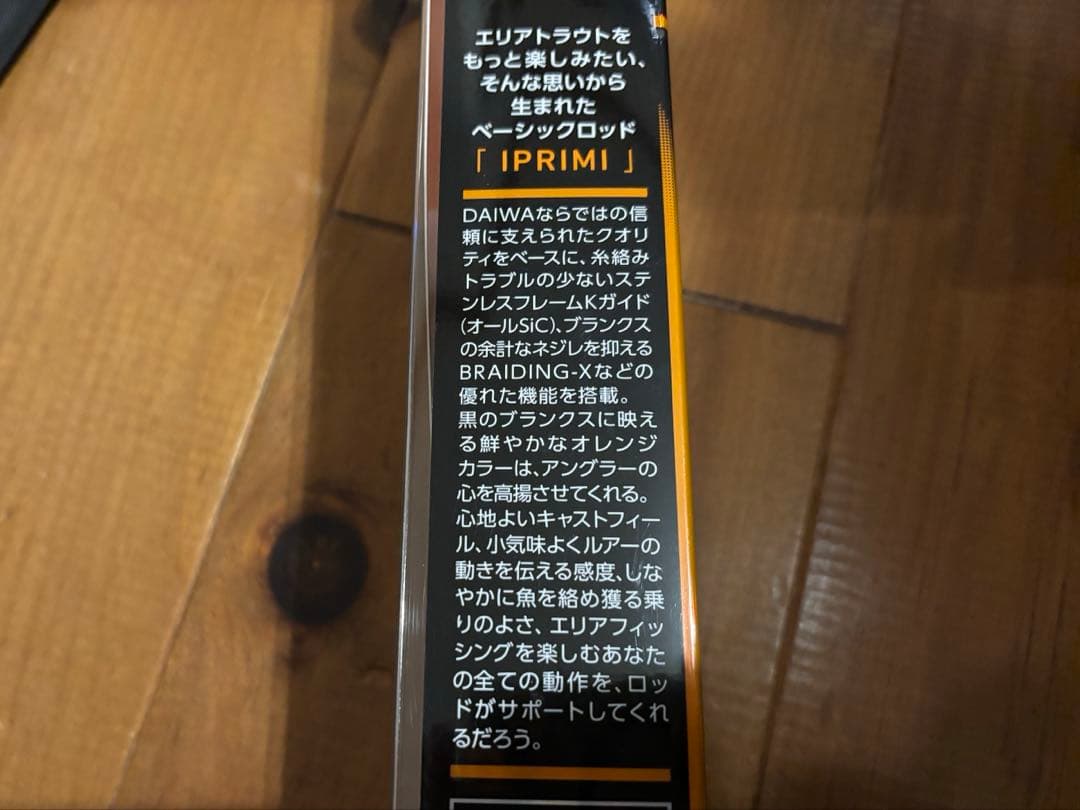 エリアトラウトを
もっと楽しみたい、
そんな思いから
生まれた
ベーシックロッド
「 IPRIMI 」
DAIWAならではの信
頼に支えられたクオリ
ティをベースに、糸絡み
トラブルの少ないステ
ンレスフレームKガイド
(オールSiC)、ブランクス
の余計なネジレを抑える
BRAIDING-Xなどの
優れた機能を搭載。
黒のブランクスに映え
る鮮やかなオレンジ
カラーは、アングラーの
心を高揚させてくれる。
心地よいキャストフィー
ル、小気味よくルアーの
動きを伝える感度、しな
やかに魚を絡め獲る乗
りのよさ、エリアフィッ
シングを楽しむあなた
の全ての動作を、ロッ
ドがサポートしてくれ
るだろう。